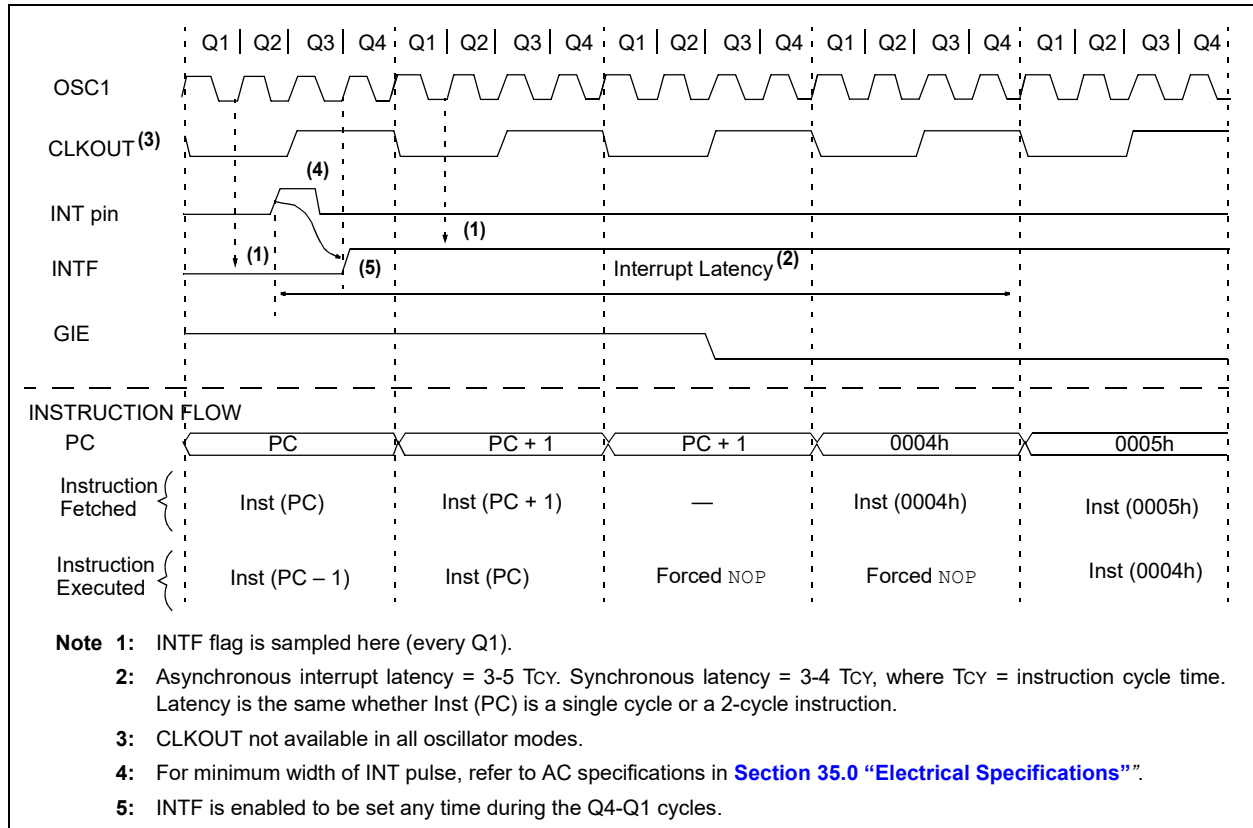 Q1 | Q2 | Q3 | Q4 Q1 | Q2 | Q3 | Q4 Q1 | Q2 | Q3 | Q4 Q1 | Q2 | Q3 | Q4 Q1 | Q2 | Q3 | Q4
OSC1
CLKOUT (3)
(4)
INT pin
(1)
(1)
INTF
(5)
Interrupt Latency (2)
GIE
INSTRUCTION FLOW
PC PC PC + 1 PC + 1 0004h 0005h
Instruction
Fetched
Inst (PC) Inst (PC + 1) — Inst (0004h) Inst (0005h)
Instruction
Executed
Inst (PC – 1) Inst (PC) Forced NOP Forced NOP Inst (0004h)
Note 1: INTF flag is sampled here (every Q1).
2: Asynchronous interrupt latency = 3-5 TCY. Synchronous latency = 3-4 TCY, where TCY = instruction cycle time.
Latency is the same whether Inst (PC) is a single cycle or a 2-cycle instruction.
3: CLKOUT not available in all oscillator modes.
4: For minimum width of INT pulse, refer to AC specifications in Section 35.0 “Electrical Specifications””.
5: INTF is enabled to be set any time during the Q4-Q1 cycles.